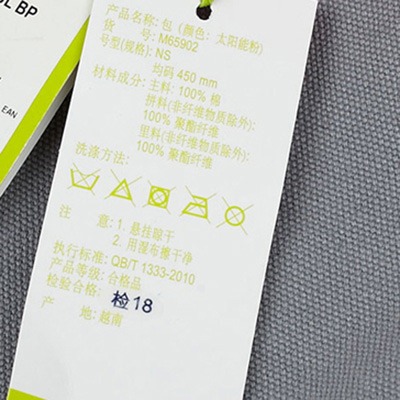 OL BP
LEAN
产品名称: 包 (颜色: 太阳能粉)
货 号: M65902
号型(规格): NS
均码 450 mm
材料成分: 主料: 100% 棉
拼料(非纤维物质除外):
100% 聚酯纤维
里料(非纤维物质除外):
100% 聚酯纤维
洗涤方法:
注 意: 1. 悬挂晾干
2. 用湿布擦干净
执行标准: QB/T 1333-2010
产品等级: 合格品
检验合格: 检18
产 地: 越南